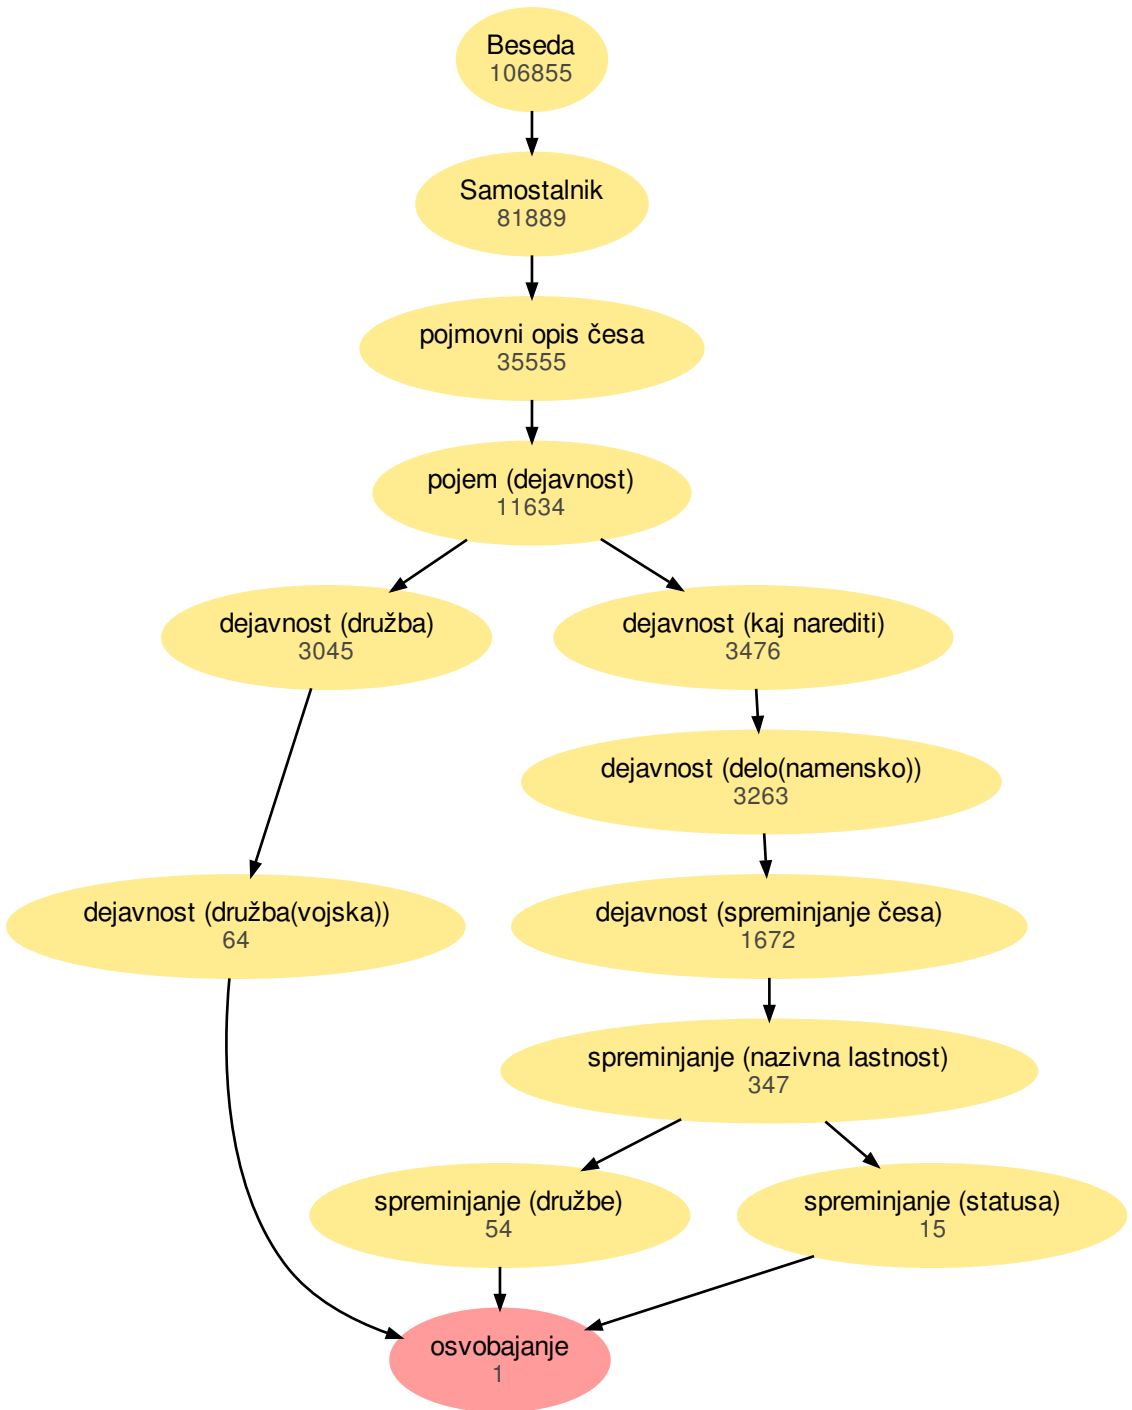 Beseda
106855
Samostalnik
81889
pojmovni opis česa
35555
pojem (dejavnost)
11634
dejavnost (družba)
3045
dejavnost (kaj narediti)
3476
dejavnost (delo(namensko))
3263
dejavnost (družba(vojska))
64
dejavnost (spreminjanje česa)
1672
spreminjanje (nazivna lastnost)
347
spreminjanje (družbe)
54
spreminjanje (statusa)
15
osvobajanje
1